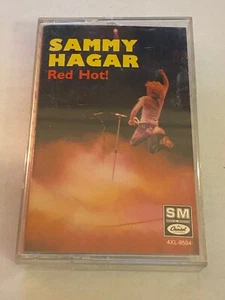 SAMMY
HAGAR
Red Hot!
SM
Capitol
4XL-9584